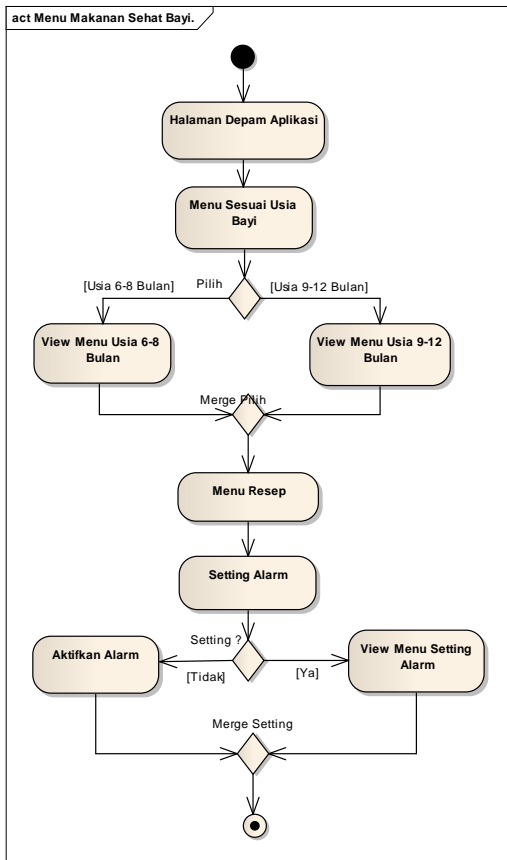 act Menu Makanan Sehat Bayi.
Halaman Depam Aplikasi
Menu Sesuai Usia
Bayi
Pilih
[Usia 6-8 Bulan]
[Usia 9-12 Bulan]
View Menu Usia 6-8
Bulan
View Menu Usia 9-12
Bulan
Merge Pilih
Menu Resep
Setting Alarm
Setting ?
[Tidak]
[Ya]
Aktifkan Alarm
View Menu Setting
Alarm
Merge Setting